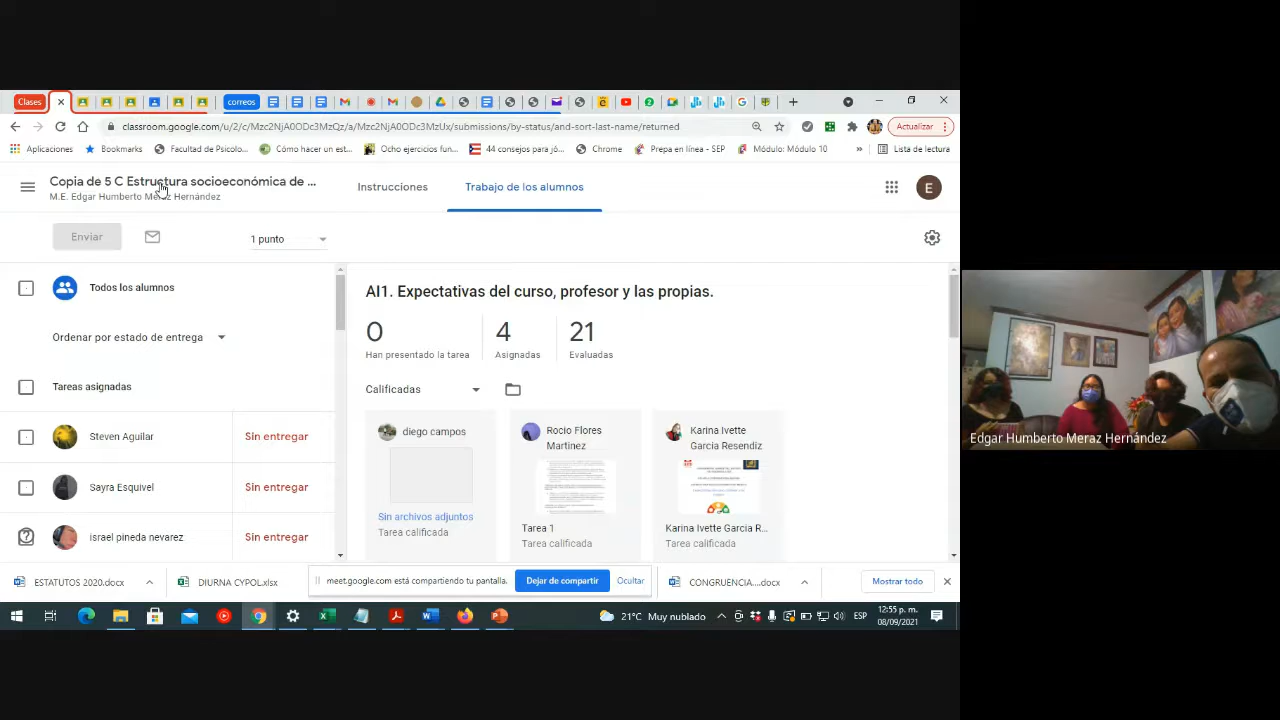 Clases
correos
classroom.google.com/u/2/c/Mzc2NjA0ODc3MzQz/a/Mzc2NjA0ODc3MzUx/submissions/by-status/and-sort-last-name/returned
Actualizar
Aplicaciones
Bookmarks
Facultad de Psicolo...
Cómo hacer un est...
Ocho ejercicios fun...
44 consejos para jó...
Chrome
Prepa en línea - SEP
Módulo: Módulo 10
»
Lista de lectura
Copia de 5 C Estructura socioeconómica de ...
M.E. Edgar Humberto Meraz Hernández
Instrucciones
Trabajo de los alumnos
E
Enviar
1 punto
Todos los alumnos
Ordenar por estado de entrega
Tareas asignadas
Steven Aguilar
Sin entregar
Sayra Esquivel
Sin entregar
israel pineda nevarez
Sin entregar
AI1. Expectativas del curso, profesor y las propias.
0
Han presentado la tarea
4
Asignadas
21
Evaluadas
Calificadas
diego campos
Sin archivos adjuntos
Tarea calificada
Rocio Flores
Martinez
Tarea 1
Tarea calificada
Karina Ivette
Garcia Resendiz
Karina Ivette Garcia R...
Tarea calificada
Edgar Humberto Meraz Hernández
ESTATUTOS 2020.docx
DIURNA CYPOL.xlsx
meet.google.com está compartiendo tu pantalla.
Dejar de compartir
Ocultar
CONGRUENCIA....docx
Mostrar todo
21°C Muy nublado
ESP
12:55 p. m.
08/09/2021